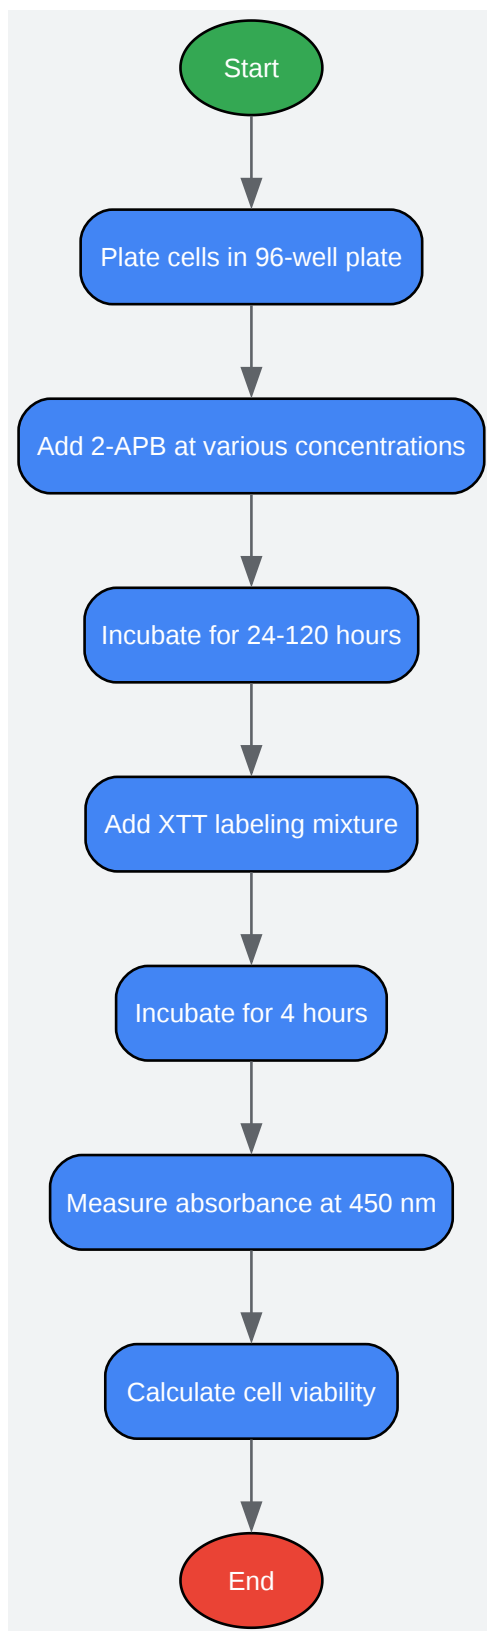 Start
Plate cells in 96-well plate
Add 2-APB at various concentrations
Incubate for 24-120 hours
Add XTT labeling mixture
Incubate for 4 hours
Measure absorbance at 450 nm
Calculate cell viability
End